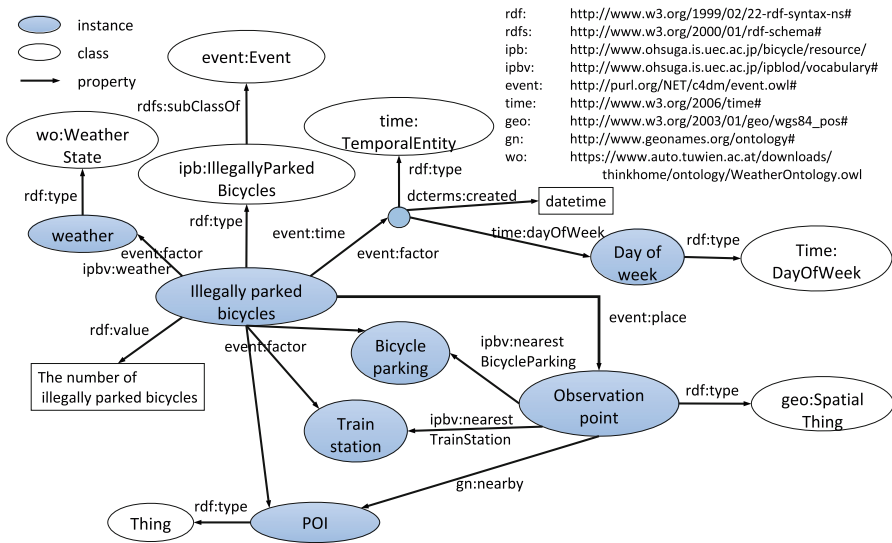 instance
class
property
rdf: http://www.w3.org/1999/02/22-rdf-syntax-ns#
rdfs: http://www.w3.org/2000/01/rdf-schema#
ipb: http://www.ohsuga.is.uec.ac.jp/bicycle/resource/
ipbv: http://www.ohsuga.is.uec.ac.jp/ipblod/vocabulary#
event: http://purl.org/NET/c4dm/event.owl#
time: http://www.w3.org/2006/time#
geo: http://www.w3.org/2003/01/geo/wgs84_pos#
gn: http://www.geonames.org/ontology#
wo: https://www.auto.tuwien.ac.at/downloads/
thinkhome/ontology/WeatherOntology.owl
event:Event
rdfs:subClassOf
wo:Weather
State
time:
TemporalEntity
ipb:IllegallyParked
Bicycles
rdf:type
rdf:type
rdf:type
dcterms:created
datetime
weather
event:time
time:dayOfWeek
event:factor
ipbv:weather
event:factor
Day of
week
rdf:type
Time:
DayOfWeek
Illegally parked
bicycles
event:place
rdf:value
event:factor
Bicycle
parking
ipbv:nearest
BicycleParking
The number of
illegally parked bicycles
Observation
point
rdf:type
geo:Spatial
Thing
Train
station
ipbv:nearest
TrainStation
gn:nearby
Thing
rdf:type
POI